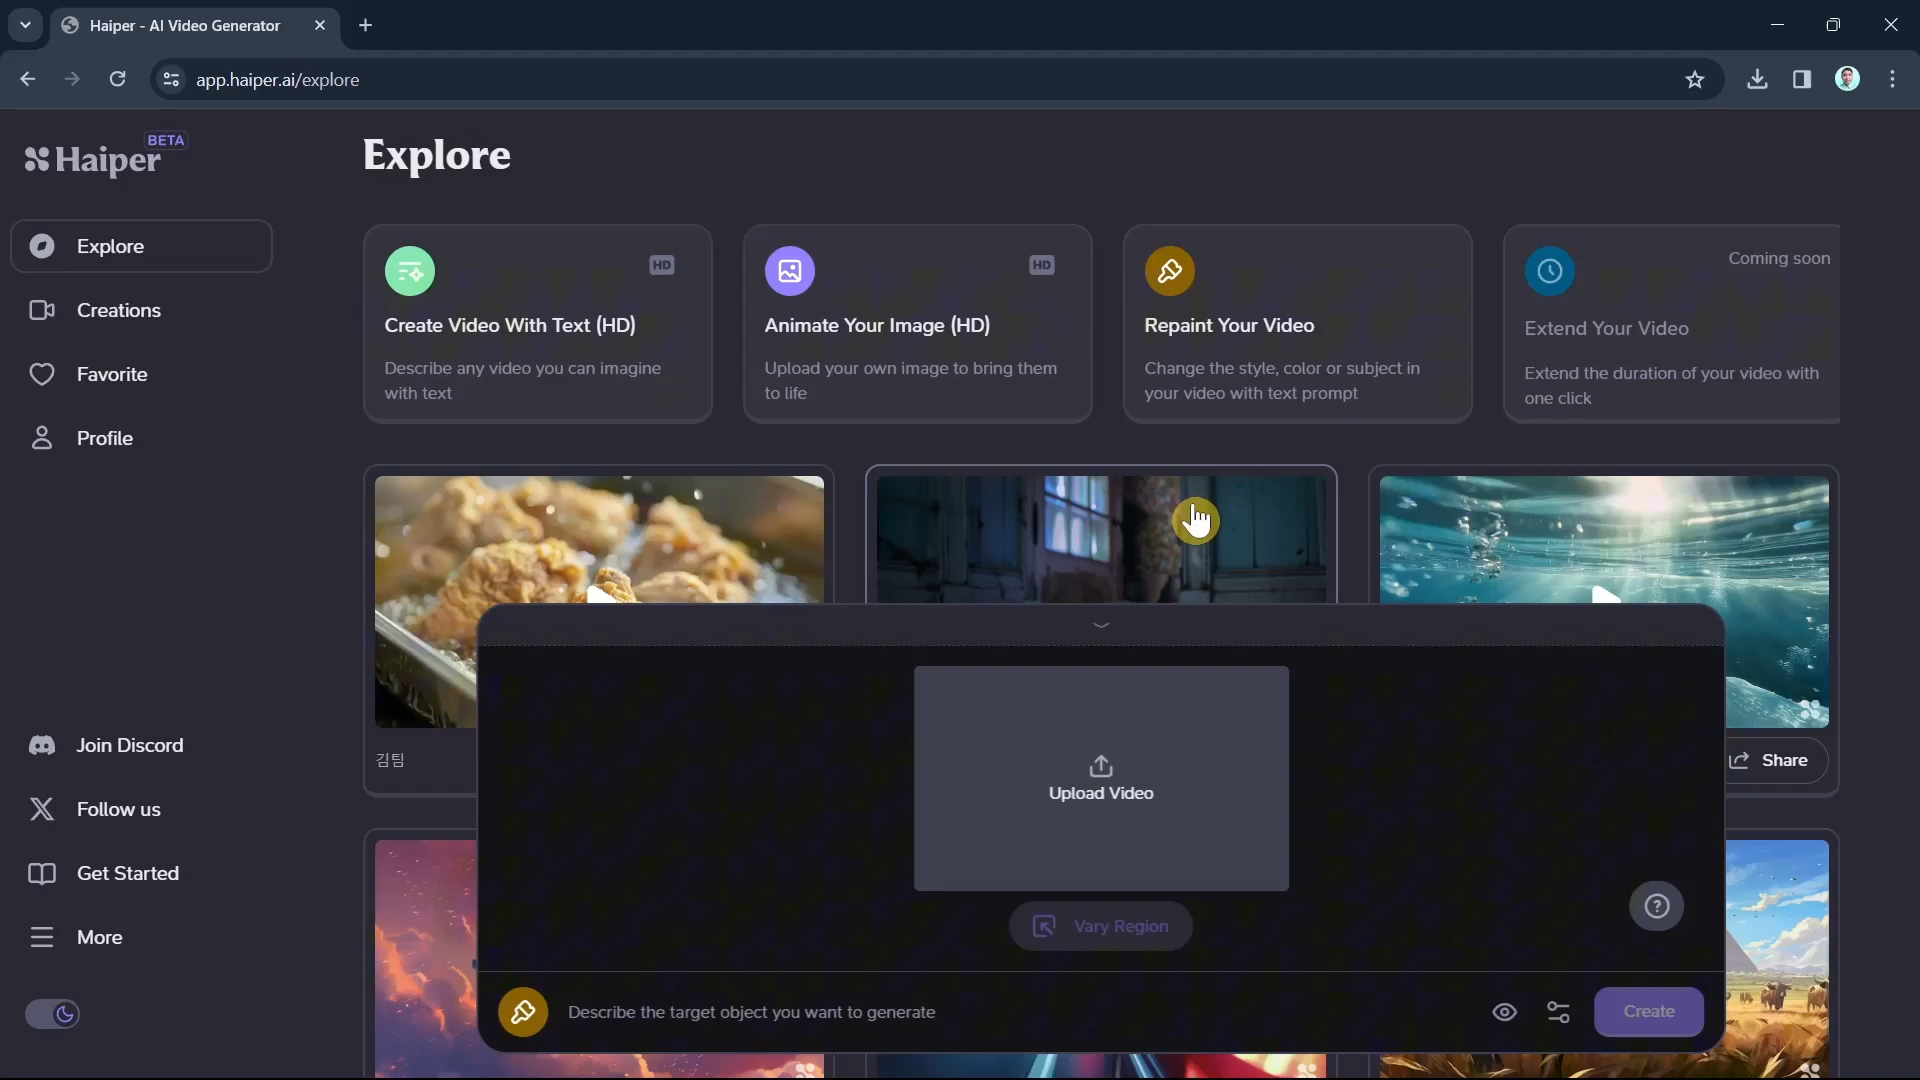 Haiper - AI Video Generator
app.haiper.ai/explore
Haiper BETA
Explore
Explore
Creations
Favorite
Profile
Join Discord
Follow us
Get Started
More
HD
Create Video With Text (HD)
Describe any video you can imagine
with text
HD
Animate Your Image (HD)
Upload your own image to bring them
to life
Repaint Your Video
Change the style, color or subject in
your video with text prompt
Coming soon
Extend Your Video
Extend the duration of your video with
one click
김팀
Share
Upload Video
Vary Region
Describe the target object you want to generate
Create